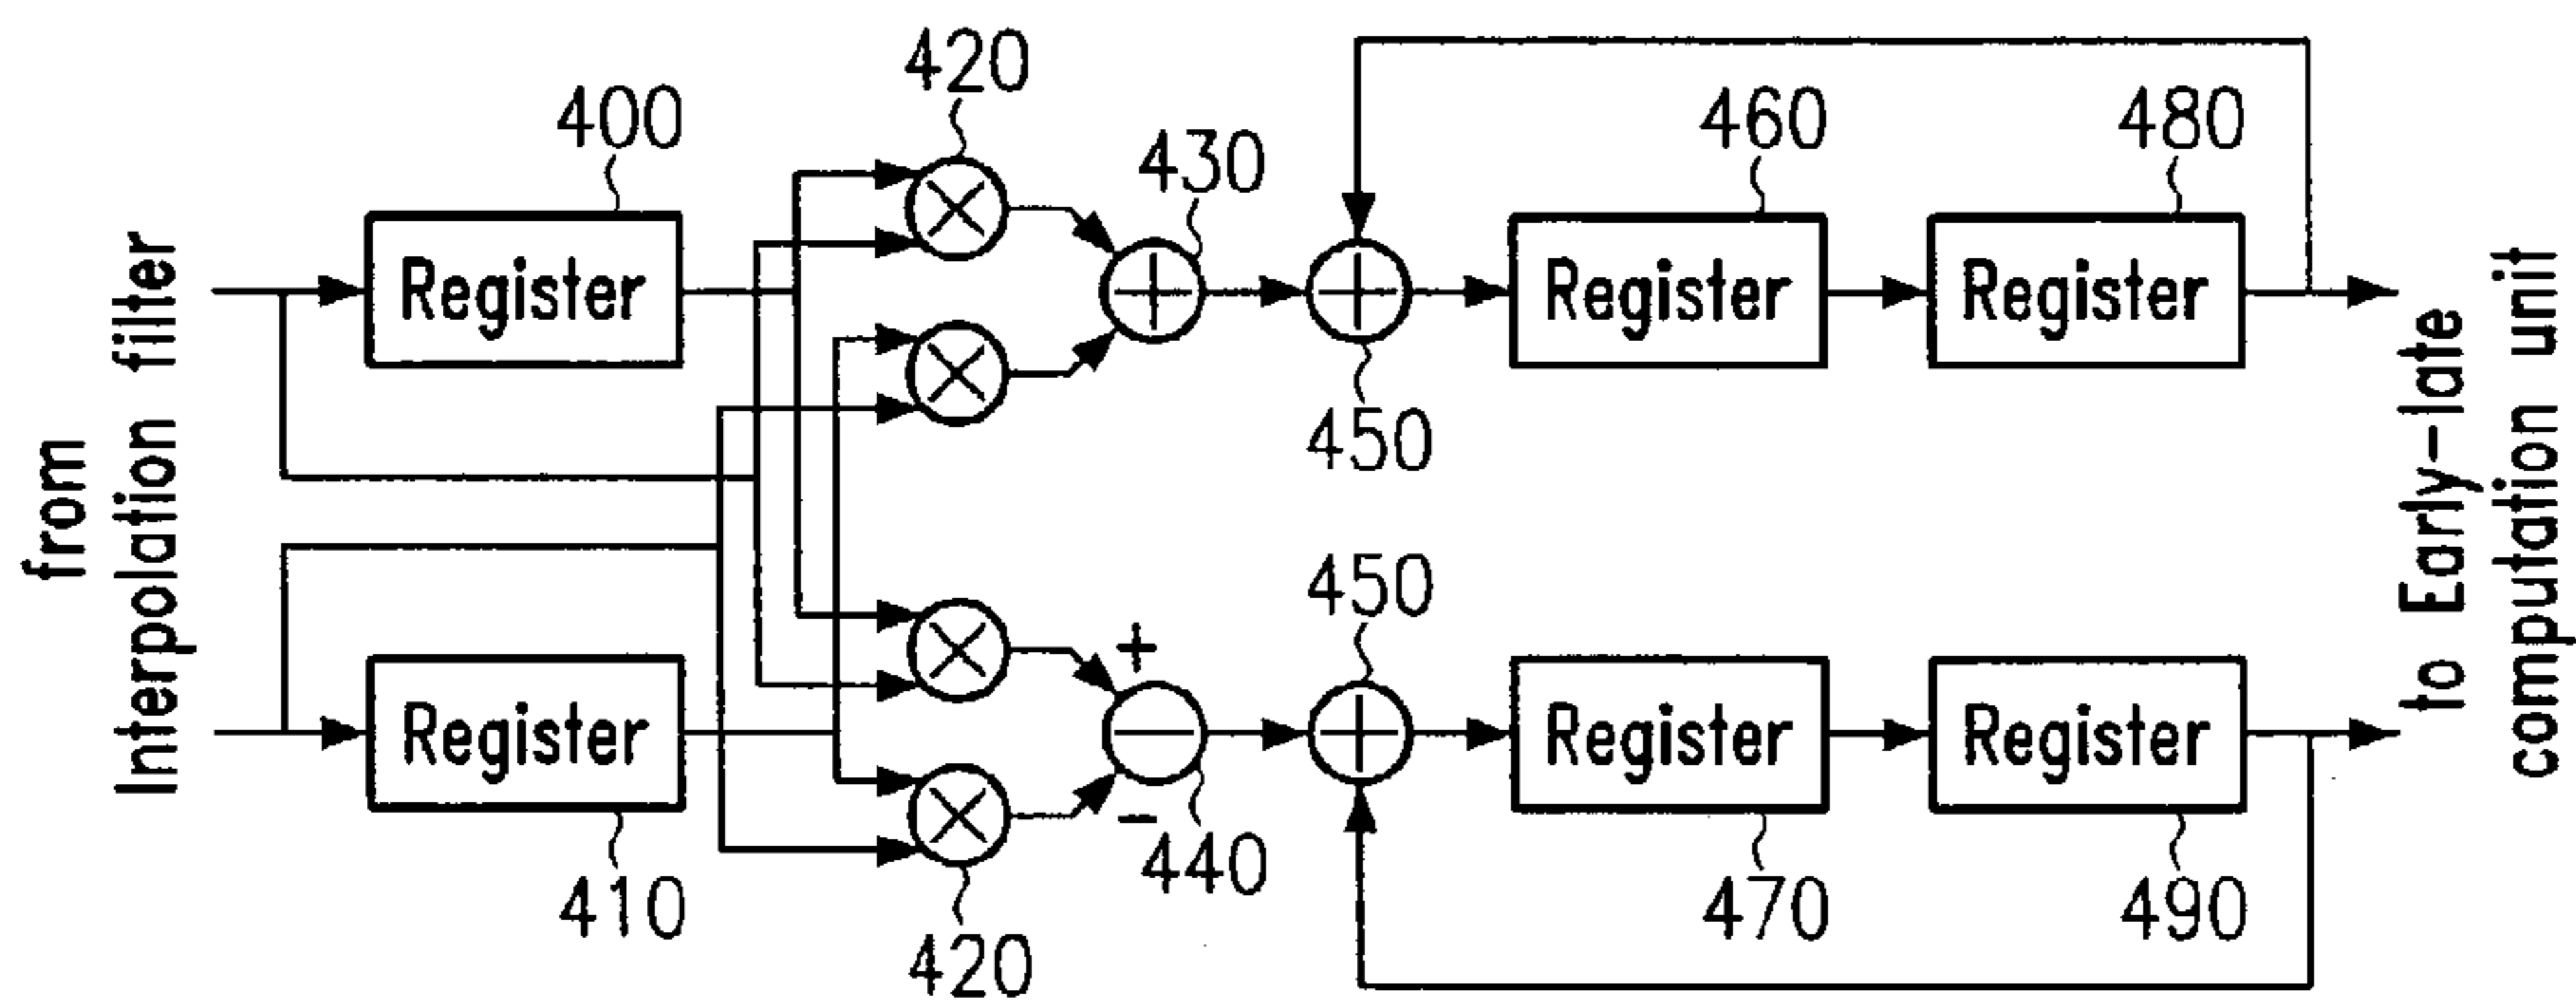 from
Interpolation filter
400
Register
410
Register
420
430
420
440
+
-
450
450
460
Register
480
Register
470
Register
490
Register
to Early-late
computation unit